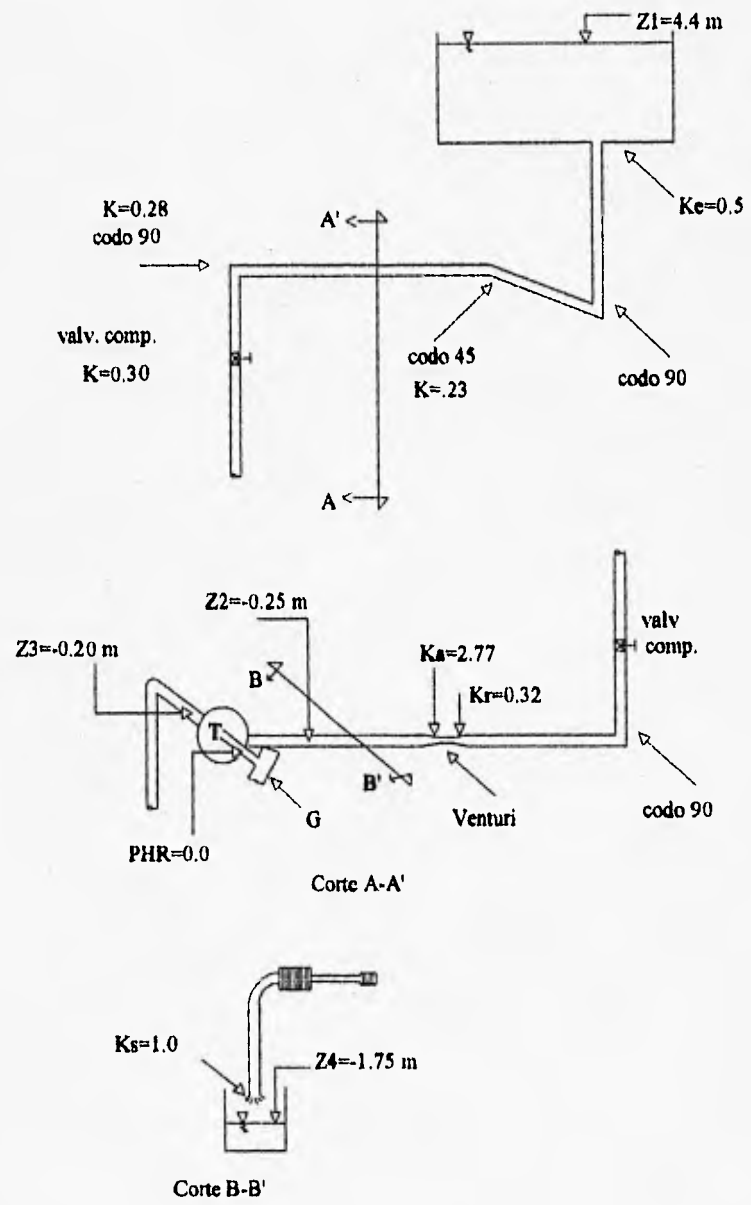 Z1=4.4 m
Ke=0.5
K=0.28
codo 90
A'
valv. comp.
K=0.30
codo 45
K=.23
codo 90
A
Z2=-0.25 m
Z3=-0.20 m
valv
comp.
Ka=2.77
Kr=0.32
B
T
B'
G
Venturi
codo 90
PHR=0.0
Corte A-A'
Ks=1.0
Z4=-1.75 m
Corte B-B'